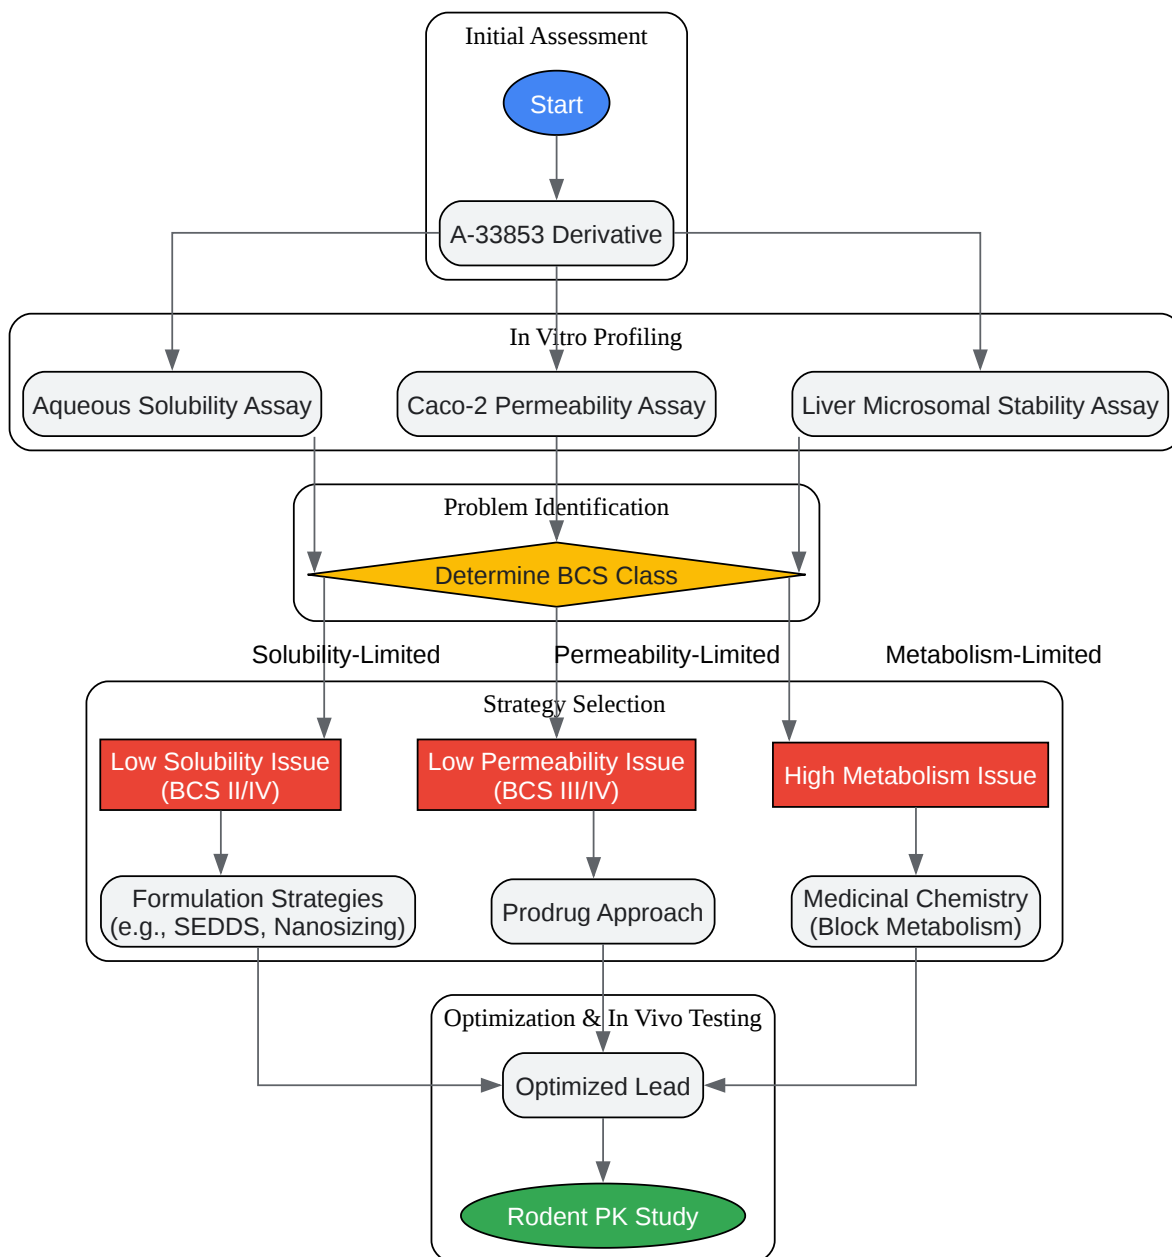 Initial Assessment
Start
A-33853 Derivative
In Vitro Profiling
Aqueous Solubility Assay
Caco-2 Permeability Assay
Liver Microsomal Stability Assay
Problem Identification
Determine BCS Class
Solubility-Limited
Permeability-Limited
Metabolism-Limited
Strategy Selection
Low Solubility Issue
(BCS II/IV)
Low Permeability Issue
(BCS III/IV)
High Metabolism Issue
Formulation Strategies
(e.g., SEDDS, Nanosizing)
Prodrug Approach
Medicinal Chemistry
(Block Metabolism)
Optimization & In Vivo Testing
Optimized Lead
Rodent PK Study